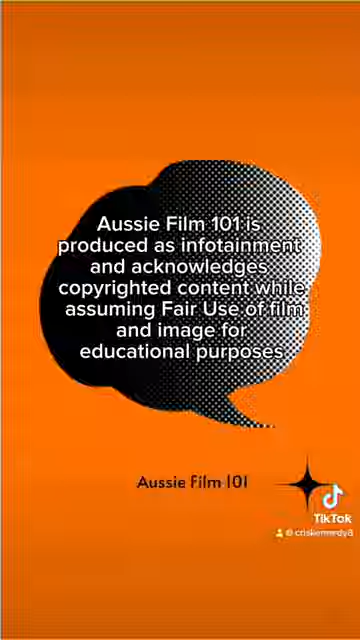 Aussie Film 101 is
produced as infotainment
and acknowledges
copyrighted content while
assuming Fair Use of film
and image for
educational purposes
Aussie Film 101
TikTok
@criskennedy8